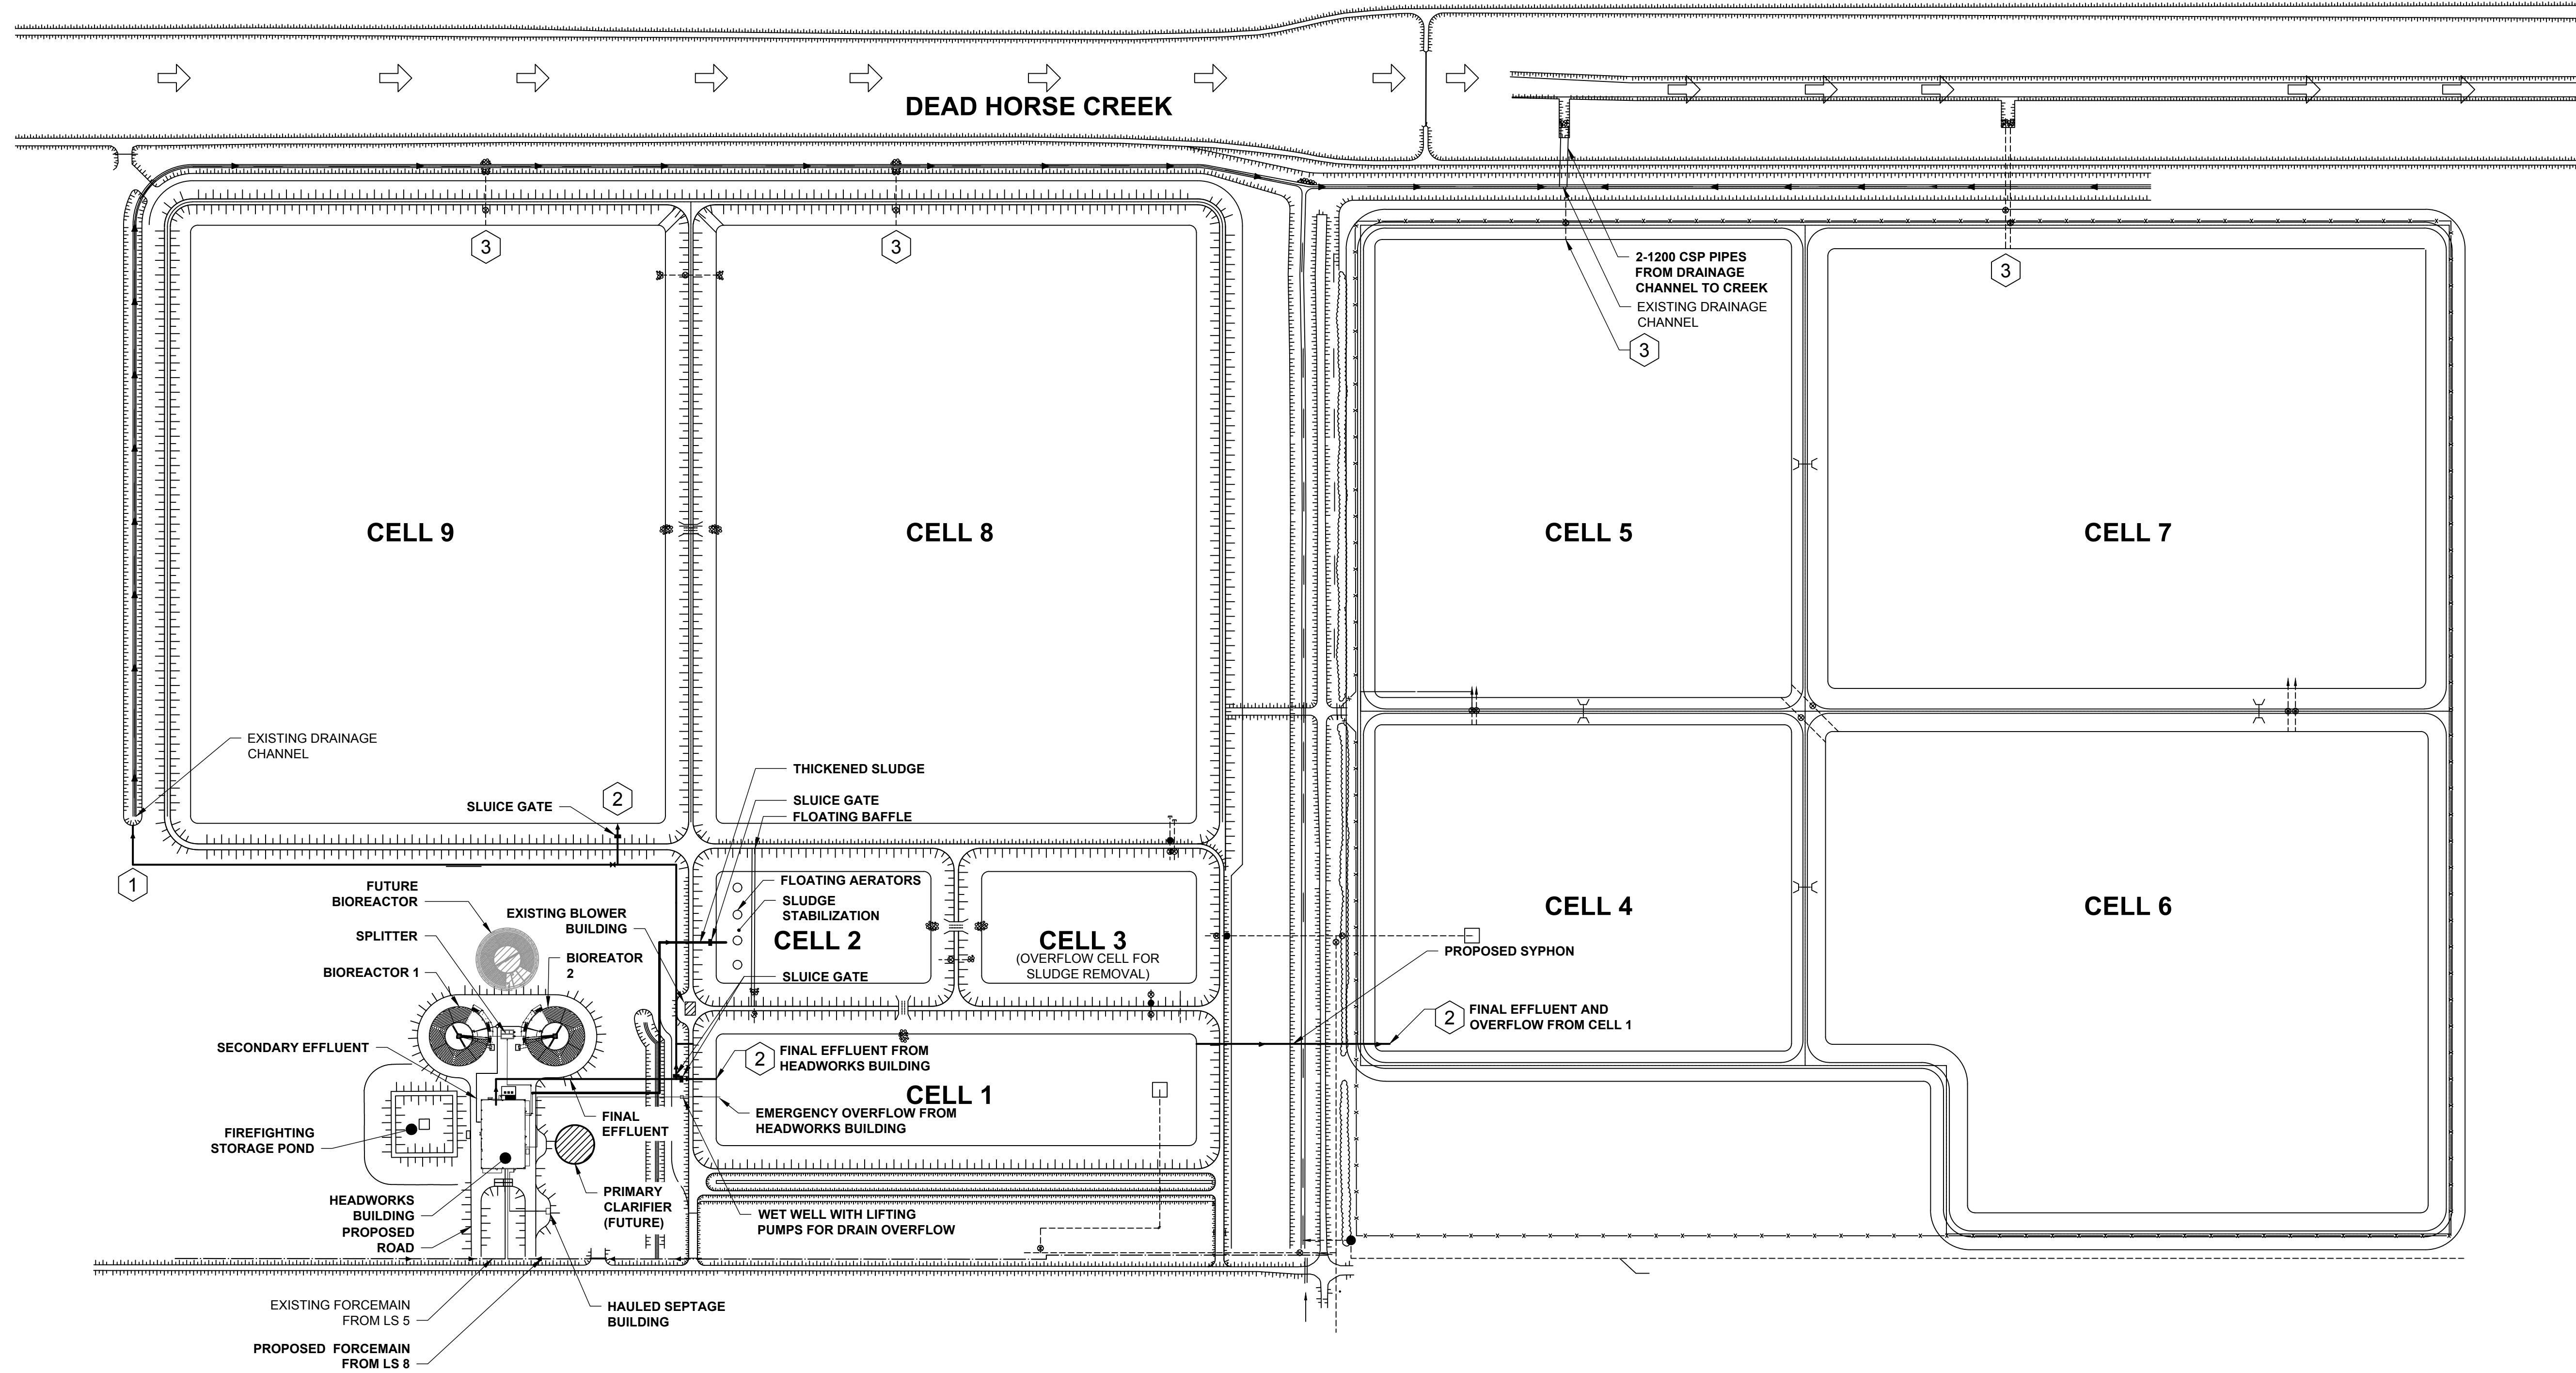 DEAD HORSE CREEK
3
3
3
2-1200 CSP PIPES
FROM DRAINAGE
CHANNEL TO CREEK
EXISTING DRAINAGE
CHANNEL
3
CELL 9
CELL 8
CELL 5
CELL 7
EXISTING DRAINAGE
CHANNEL
THICKENED SLUDGE
SLUICE GATE
2
SLUICE GATE
FLOATING BAFFLE
1
FUTURE
BIOREACTOR
EXISTING BLOWER
BUILDING
FLOATING AERATORS
SLUDGE
STABILIZATION
CELL 2
CELL 3
(OVERFLOW CELL FOR
SLUDGE REMOVAL)
CELL 4
CELL 6
SPLITTER
BIOREACTOR 1
BIOREATOR
2
SLUICE GATE
PROPOSED SYPHON
2
FINAL EFFLUENT AND
OVERFLOW FROM CELL 1
SECONDARY EFFLUENT
2
FINAL EFFLUENT FROM
HEADWORKS BUILDING
CELL 1
EMERGENCY OVERFLOW FROM
HEADWORKS BUILDING
FINAL
EFFLUENT
FIREFIGHTING
STORAGE POND
HEADWORKS
BUILDING
PROPOSED
ROAD
PRIMARY
CLARIFIER
(FUTURE)
WET WELL WITH LIFTING
PUMPS FOR DRAIN OVERFLOW
EXISTING FORCEMAIN
FROM LS 5
HAULED SEPTAGE
BUILDING
PROPOSED FORCEMAIN
FROM LS 8